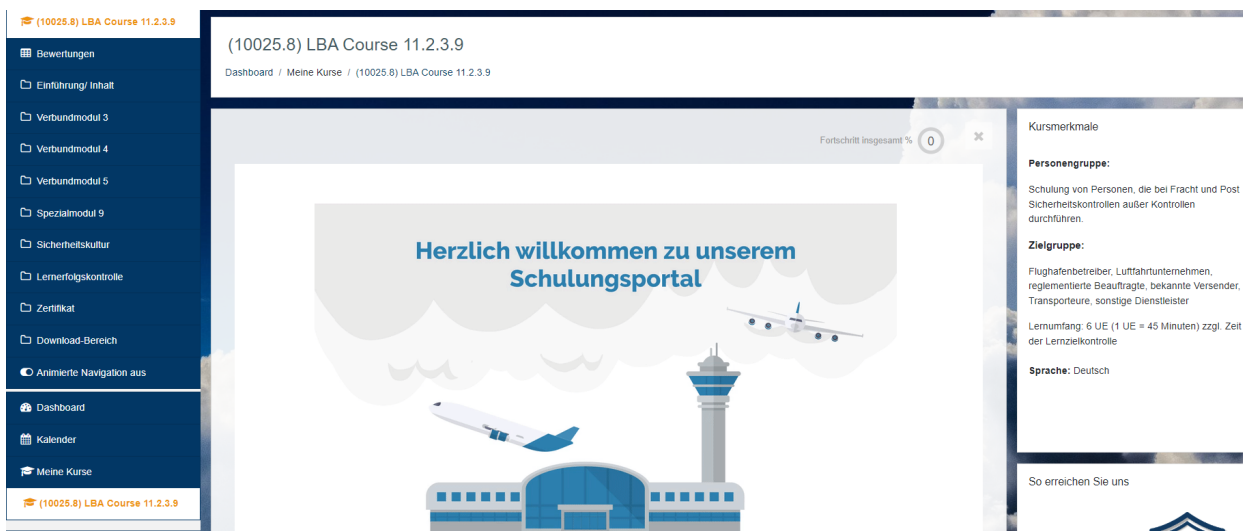 (10025.8) LBA Course 11.2.3.9
Bewertungen
Einführung/ Inhalt
Verbundmodul 3
Verbundmodul 4
Verbundmodul 5
Spezialmodul 9
Sicherheitskultur
Lernerfolgskontrolle
Zertifikat
Download-Bereich
Animierte Navigation aus
Dashboard
Kalender
Meine Kurse
(10025.8) LBA Course 11.2.3.9
(10025.8) LBA Course 11.2.3.9
Dashboard / Meine Kurse / (10025.8) LBA Course 11.2.3.9
Fortschritt insgesamt % 0
Herzlich willkommen zu unserem
Schulungsportal
Kursmerkmale
Personengruppe:
Schulung von Personen, die bei Fracht und Post
Sicherheitskontrollen außer Kontrollen
durchführen.
Zielgruppe:
Flughafenbetreiber, Luftfahrtunternehmen,
reglementierte Beauftragte, bekannte Versender,
Transporteure, sonstige Dienstleister
Lernumfang: 6 UE (1 UE = 45 Minuten) zzgl. Zeit
der Lernzielkontrolle
Sprache: Deutsch
So erreichen Sie uns